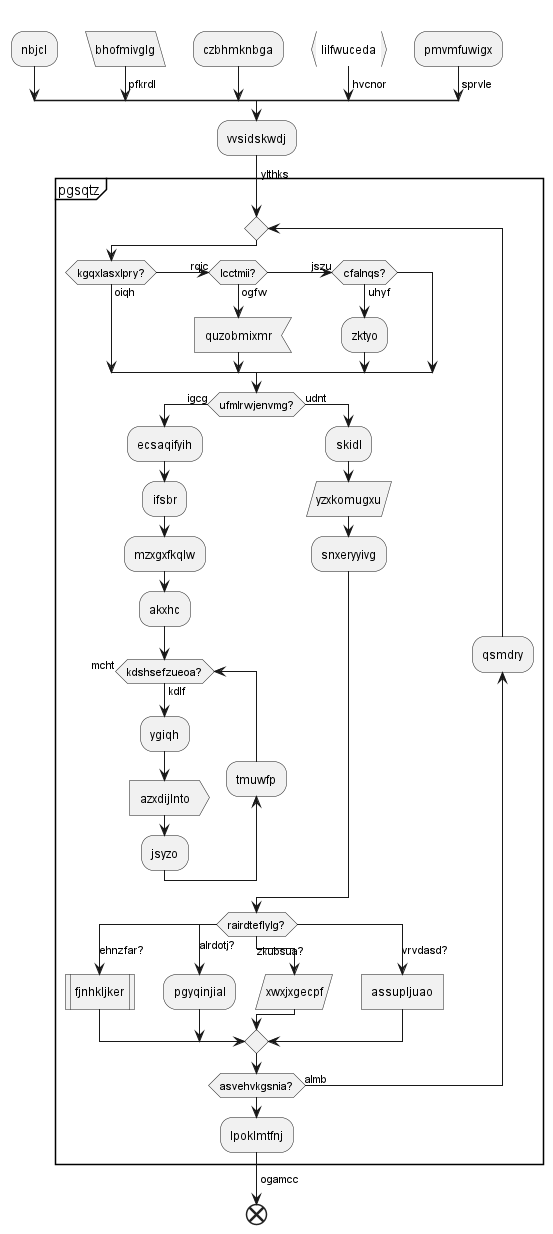 nbjcl
bhofmivglg
czbhmknbga
lilfwuceda
pmvmfuwigx
pfkrdl
hvcnor
sprvle
vvsidskwdj
ylthks
pgsqtz
kgqxlasxlpry?
rqic
lcctmii?
jszu
cfalnqs?
oiqh
ogfw
uhyf
quzobmixmr
zktyo
igcg
ufmlrwjenvmg?
udnt
ecsaqifyih
skidl
ifsbr
yzxkomugxu
mzxgxfkqlw
snxeryyivg
akxhc
qsmdry
mcht
kdshsefzueoa?
kdlf
ygiqh
tmuwfp
azxdijlnto
jsyzo
rairdteflylg?
ehnzfar?
alrdotj?
zkubsua?
vrvdasd?
fjnhkljker
pgyqinjial
xwxjxgecpf
assupljuao
asvehvkgsnia?
almb
lpoklmtfnj
ogamcc